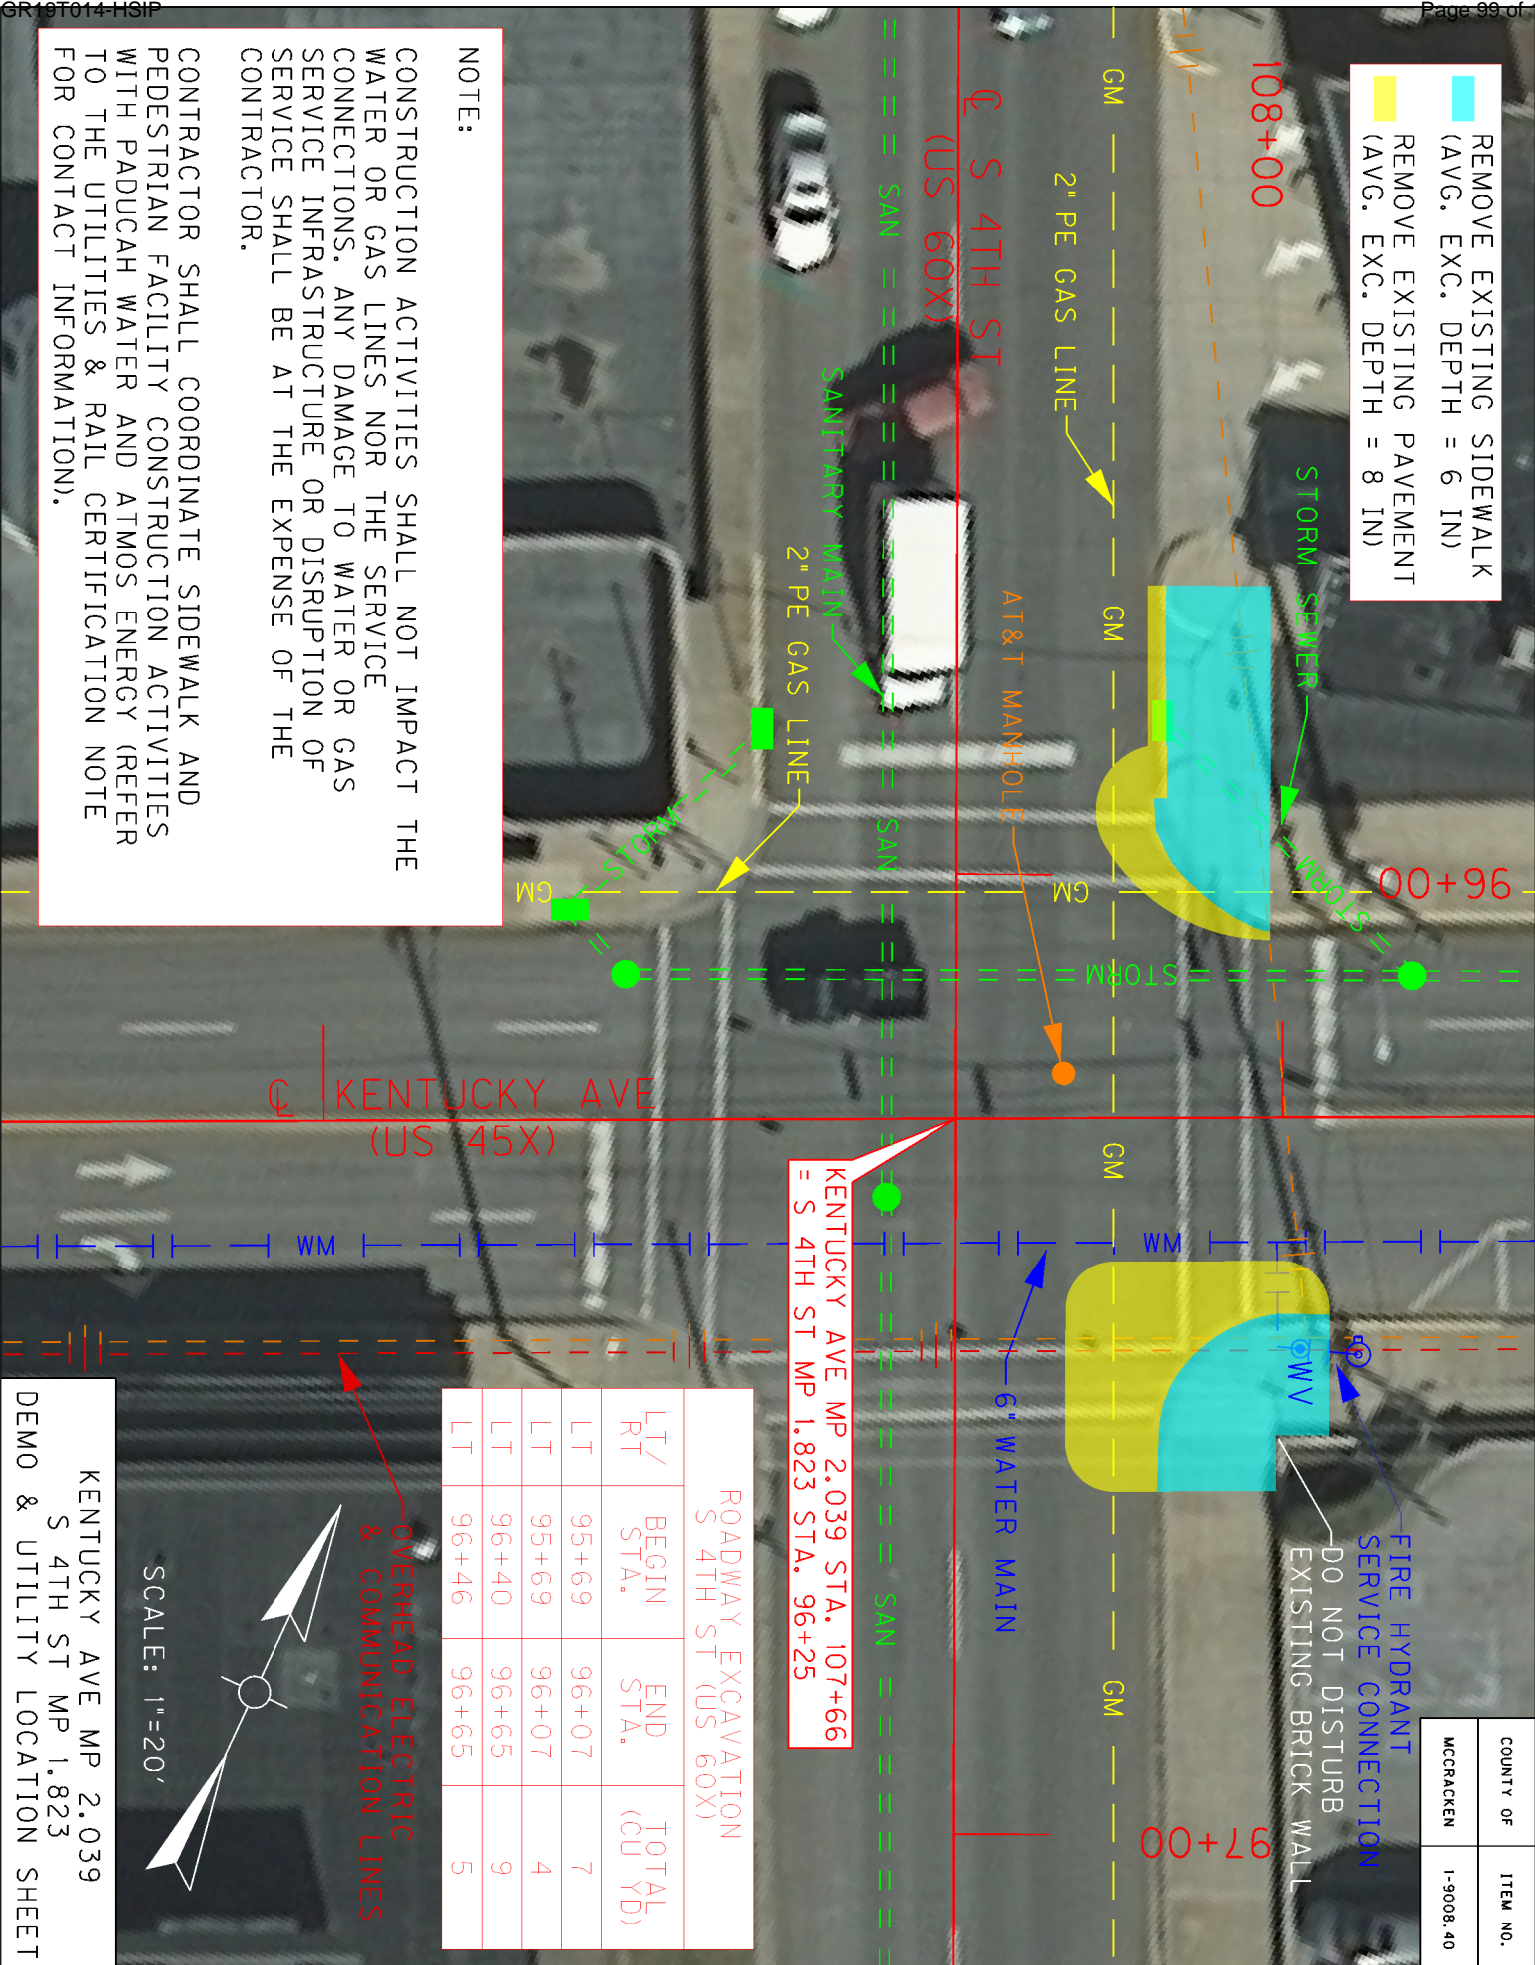 GR19T014-HSIP
Page 99 of
COUNTY OF
ITEM NO.
MCCRACKEN
1-9008.40
REMOVE EXISTING SIDEWALK
(AVG. EXC. DEPTH = 6 IN)
REMOVE EXISTING PAVEMENT
(AVG. EXC. DEPTH = 8 IN)
108+00
STORM SEWER
FIRE HYDRANT
SERVICE CONNECTION
DO NOT DISTURB
EXISTING BRICK WALL
96+00
97+00
STORM
WV
GM
GM
GM
GM
GM
GM
2" PE GAS LINE
AT&T MANHOLE
STORM
WM
WM
6" WATER MAIN
℄ S 4TH ST
(US 60X)
SAN
SAN
SAN
SANITARY MAIN
2" PE GAS LINE
STORM
℄ KENTUCKY AVE
(US 45X)
KENTUCKY AVE MP 2.039 STA. 107+66
= S 4TH ST MP 1.823 STA. 96+25
ROADWAY EXCAVATION
S 4TH ST (US 60X)
LT/ RT BEGIN STA. END STA. TOTAL (CU YD)
LT 95+69 96+07 7
LT 95+69 96+07 4
LT 96+40 96+65 9
LT 96+46 96+65 5
OVERHEAD ELECTRIC
& COMMUNICATION LINES
NOTE:
CONSTRUCTION ACTIVITIES SHALL NOT IMPACT THE
WATER OR GAS LINES NOR THE SERVICE
CONNECTIONS. ANY DAMAGE TO WATER OR GAS
SERVICE INFRASTRUCTURE OR DISRUPTION OF
SERVICE SHALL BE AT THE EXPENSE OF THE
CONTRACTOR.
CONTRACTOR SHALL COORDINATE SIDEWALK AND
PEDESTRIAN FACILITY CONSTRUCTION ACTIVITIES
WITH PADUCAH WATER AND ATMOS ENERGY (REFER
TO THE UTILITIES & RAIL CERTIFICATION NOTE
FOR CONTACT INFORMATION).
SCALE: 1"=20'
KENTUCKY AVE MP 2.039
S 4TH ST MP 1.823
DEMO & UTILITY LOCATION SHEET